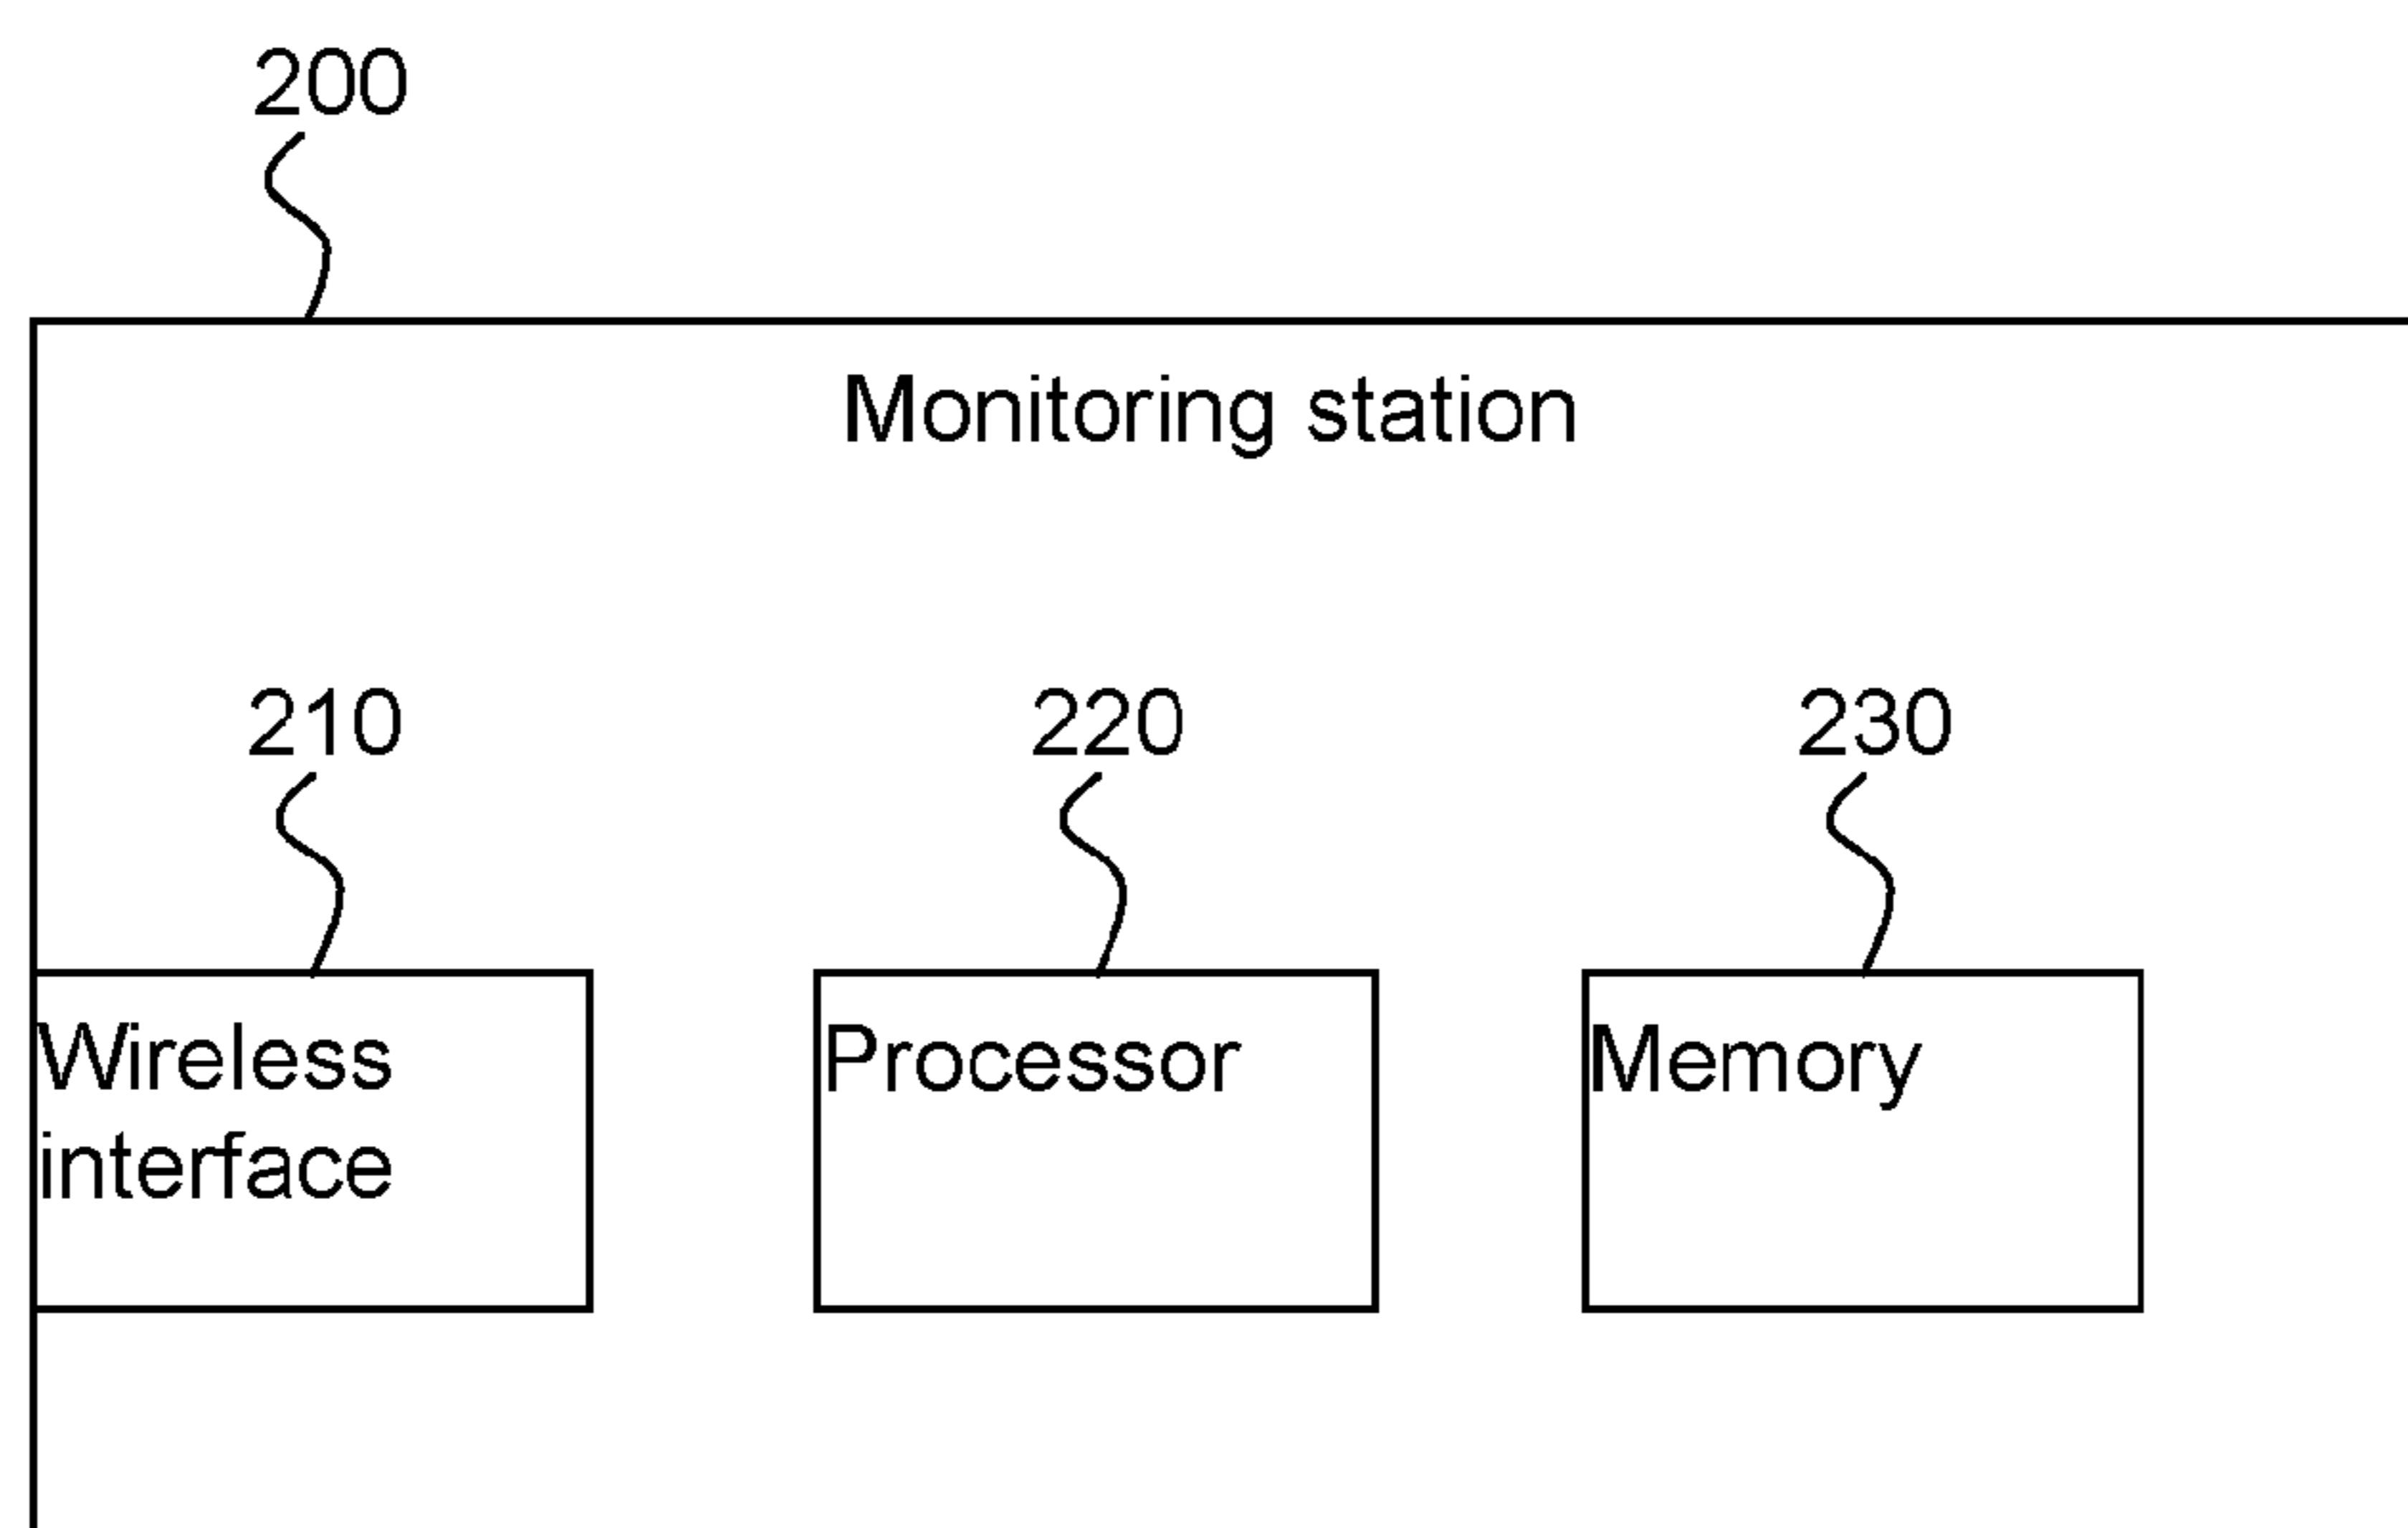 200
Monitoring station
210
220
230
Wireless
interface
Processor
Memory